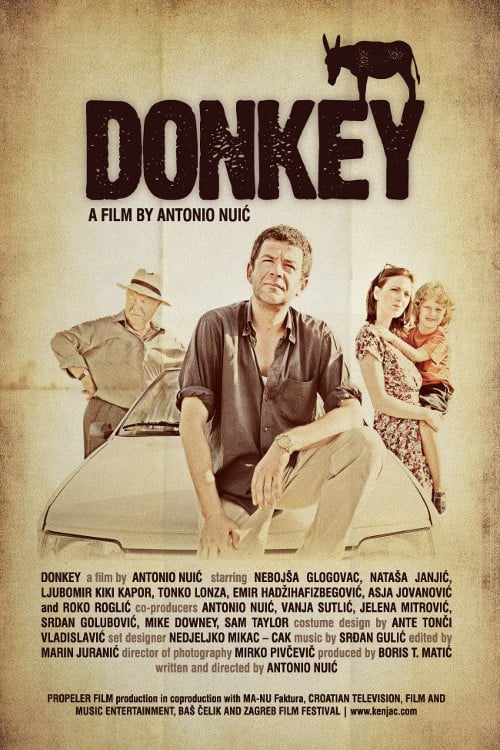 DONKEY
A FILM BY ANTONIO NUIĆ
DONKEY a film by ANTONIO NUIĆ starring NEBOJŠA GLOGOVAC, NATAŠA JANJIĆ,
LJUBOMIR KIKI KAPOR, TONKO LONZA, EMIR HADŽIHAFIZBEGOVIĆ, ASJA JOVANOVIĆ
and ROKO ROGLIĆ co-producers ANTONIO NUIĆ, VANJA SUTLIĆ, JELENA MITROVIĆ,
SRDAN GOLUBOVIĆ, MIKE DOWNEY, SAM TAYLOR costume design by ANTE TONČI
VLADISLAVIĆ set designer NEDJELJKO MIKAC – CAK music by SRĐAN GULIĆ edited by
MARIN JURANIĆ director of photography MIRKO PIVČEVIĆ produced by BORIS T. MATIĆ
written and directed by ANTONIO NUIĆ
PROPELER FILM production in coproduction with MA-NU Faktura, CROATIAN TELEVISION, FILM AND
MUSIC ENTERTAINMENT, BAŠ ČELIK AND ZAGREB FILM FESTIVAL | www.kenjac.com